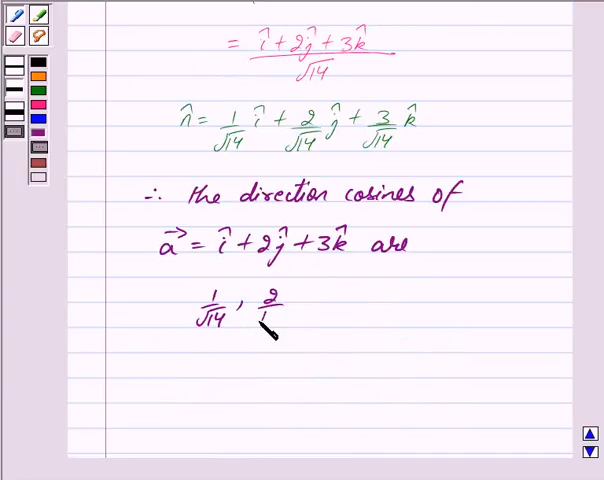 = î + 2ĵ + 3k̂ / √14
n̂ = 1/√14 î + 2/√14 ĵ + 3/√14 k̂
∴ the direction cosines of
a⃗ = î + 2ĵ + 3k̂ are
1/√14 , 2/